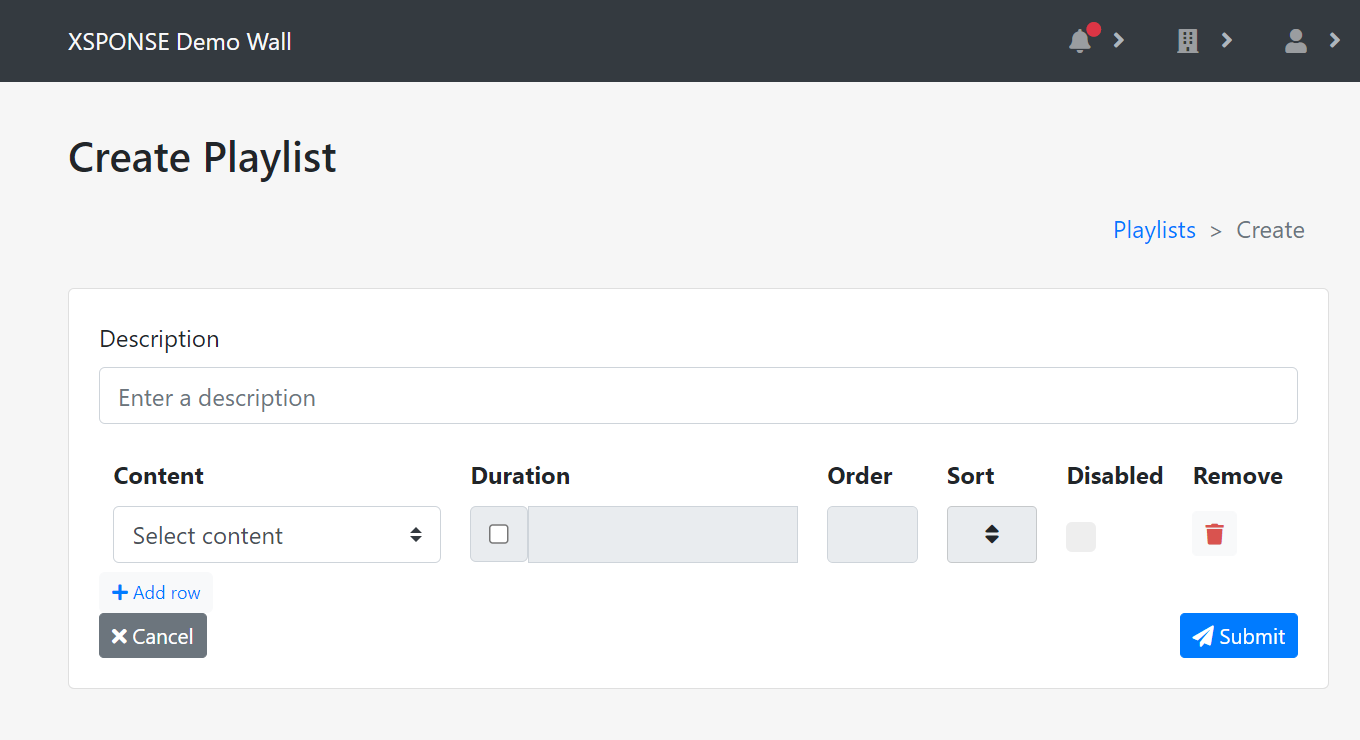 XSPONSE Demo Wall
Create Playlist
Playlists > Create
Description
Enter a description
Content Duration Order Sort Disabled Remove
Select content
Add row
Cancel Submit